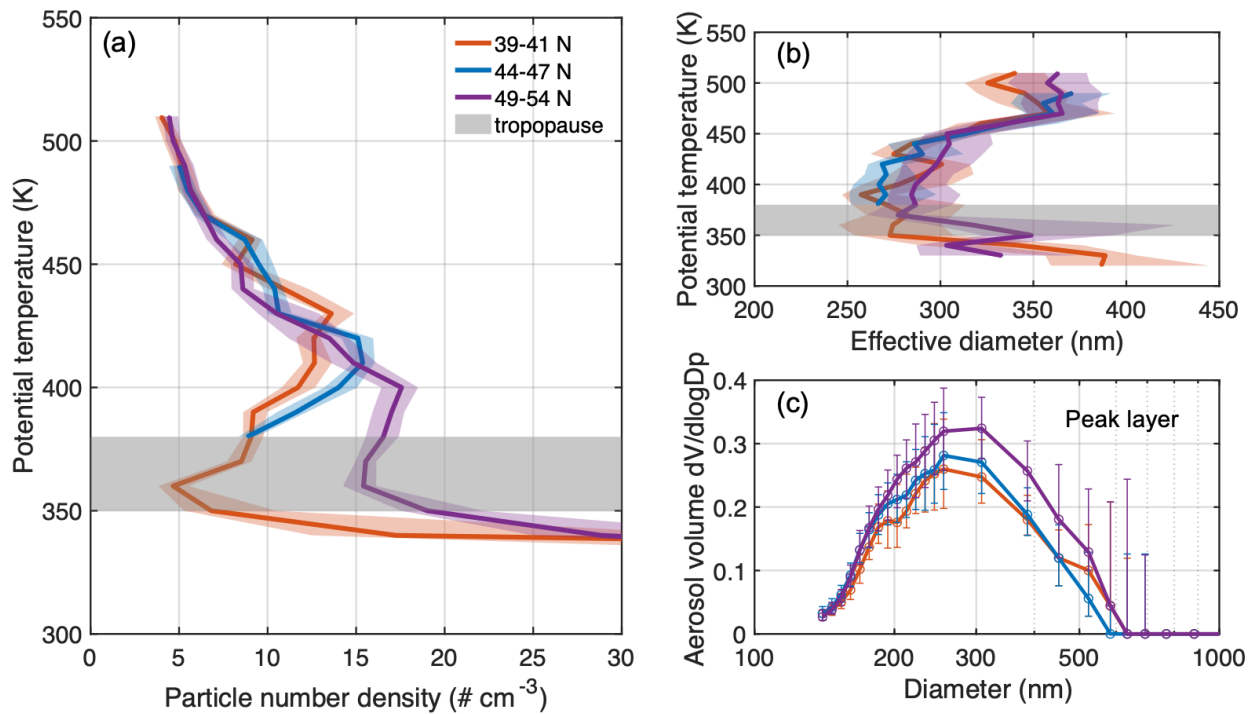 (a)
39-41 N
44-47 N
49-54 N
tropopause
550
500
450
400
350
300
Potential temperature (K)
0 5 10 15 20 25 30
Particle number density (# cm-3)
(b)
550
500
450
400
350
300
Potential temperature (K)
200 250 300 350 400 450
Effective diameter (nm)
(c)
Peak layer
0.4
0.3
0.2
0.1
0
Aerosol volume dV/dlogDp
100 200 300 500 1000
Diameter (nm)